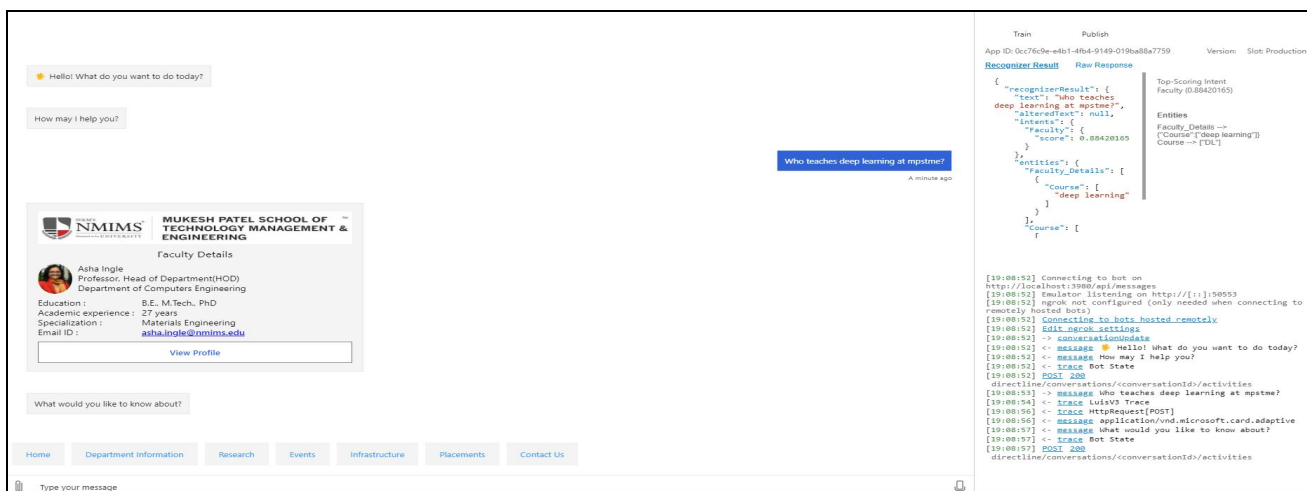 Hello! What do you want to do today?
How may I help you?
Who teaches deep learning at mpstme?
A minute ago
NMIMS
MUKESH PATEL SCHOOL OF
TECHNOLOGY MANAGEMENT &
ENGINEERING
Faculty Details
Asha Ingle
Professor, Head of Department(HOD)
Department of Computers Engineering
Education : B.E., M.Tech., PhD
Academic experience : 27 years
Specialization : Materials Engineering
Email ID : asha.ingle@nmims.edu
View Profile
What would you like to know about?
Home Department Information Research Events Infrastructure Placements Contact Us
Type your message
Train Publish
App ID: 0cc76c9e-e4b1-4fb4-9149-019ba88a7759 Version: Slot: Production
Recognizer Result Raw Response
{
"recognizerResult": {
"text": "Who teaches
deep learning at mpstme?",
"alteredText": null,
"intents": {
"Faculty": {
"score": 0.88420165
}
},
"entities": {
"Faculty_Details": [
{
"Course": [
"deep learning"
]
}
],
"Course": [
[
Top-Scoring Intent
Faculty (0.88420165)
Entities
Faculty_Details -->
{"Course":["deep learning"]}
Course --> ["DL"]
[19:08:52] Connecting to bot on
http://localhost:3980/api/messages
[19:08:52] Emulator listening on http://[::]:50553
[19:08:52] ngrok not configured (only needed when connecting to
remotely hosted bots)
[19:08:52] Connecting to bots hosted remotely
[19:08:52] Edit ngrok settings
[19:08:52] -> conversationUpdate
[19:08:52] <- message Hello! What do you want to do today?
[19:08:52] <- message How may I help you?
[19:08:52] <- trace Bot State
[19:08:52] POST 200
directline/conversations/<conversationId>/activities
[19:08:53] -> message Who teaches deep learning at mpstme?
[19:08:54] <- trace LuisV3 Trace
[19:08:56] <- trace HttpRequest[POST]
[19:08:56] <- message application/vnd.microsoft.card.adaptive
[19:08:57] <- message What would you like to know about?
[19:08:57] <- trace Bot State
[19:08:57] POST 200
directline/conversations/<conversationId>/activities